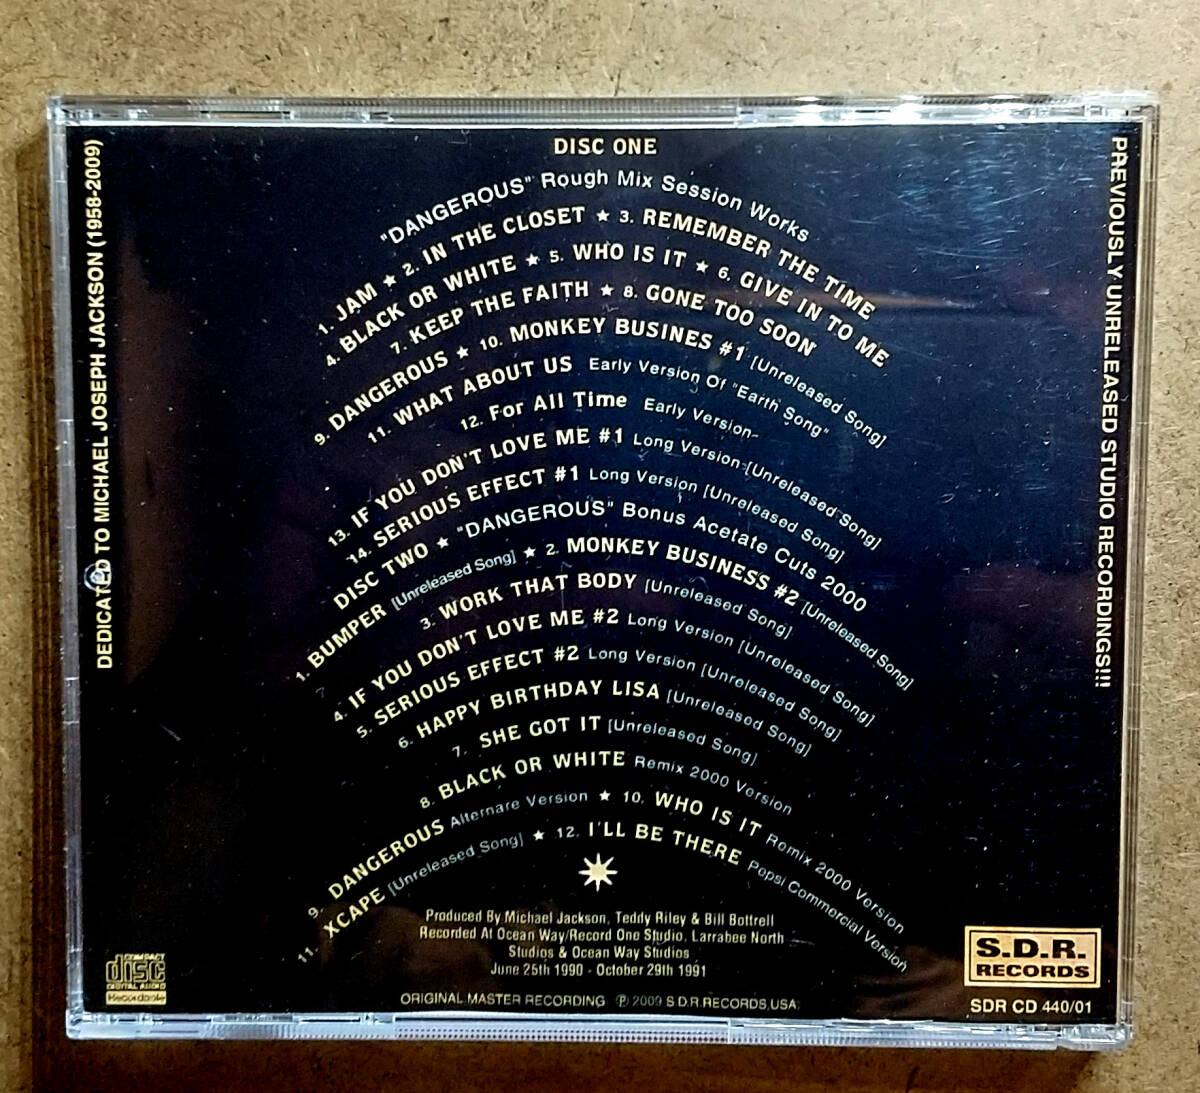 DISC ONE
"DANGEROUS" Rough Mix Session Works
1. JAM ★ 2. IN THE CLOSET ★ 3. REMEMBER THE TIME
4. BLACK OR WHITE ★ 5. WHO IS IT ★ 6. GIVE IN TO ME
7. KEEP THE FAITH ★ 8. GONE TOO SOON
9. DANGEROUS ★ 10. MONKEY BUSINES #1 [Unreleased Song]
11. WHAT ABOUT US Early Version Of "Earth Song"
12. For All Time Early Version-
13. IF YOU DON'T LOVE ME #1 Long Version-[Unreleased Song]
14. SERIOUS EFFECT #1 Long Version [Unreleased Song]
DISC TWO ★ "DANGEROUS" Bonus Acetate Cuts 2000
1. BUMPER [Unreleased Song] ★ 2. MONKEY BUSINESS #2 [Unreleased Song]
3. WORK THAT BODY [Unreleased Song]
4. IF YOU DON'T LOVE ME #2 Long Version [Unreleased Song]
5. SERIOUS EFFECT #2 Long Version [Unreleased Song]
6. HAPPY BIRTHDAY LISA [Unreleased Song]
7. SHE GOT IT [Unreleased Song]
8. BLACK OR WHITE Remix 2000 Version
9. DANGEROUS Alternare Version ★ 10. WHO IS IT Remix 2000 Version
11. XCAPE [Unreleased Song] ★ 12. I'LL BE THERE Pepsi Commercial Version
Produced By Michael Jackson, Teddy Riley & Bill Bottrell
Recorded At Ocean Way/Record One Studio, Larrabee North
Studios & Ocean Way Studios
June 25th 1990 - October 29th 1991
ORIGINAL MASTER RECORDING ℗ 2009 S.D.R.RECORDS,USA.
DEDICATED TO MICHAEL JOSEPH JACKSON (1958-2009)
PREVIOUSLY UNRELEASED STUDIO RECORDINGS!!!
COMPACT
disc
DIGITAL AUDIO
Recordable
S.D.R.
RECORDS
SDR CD 440/01